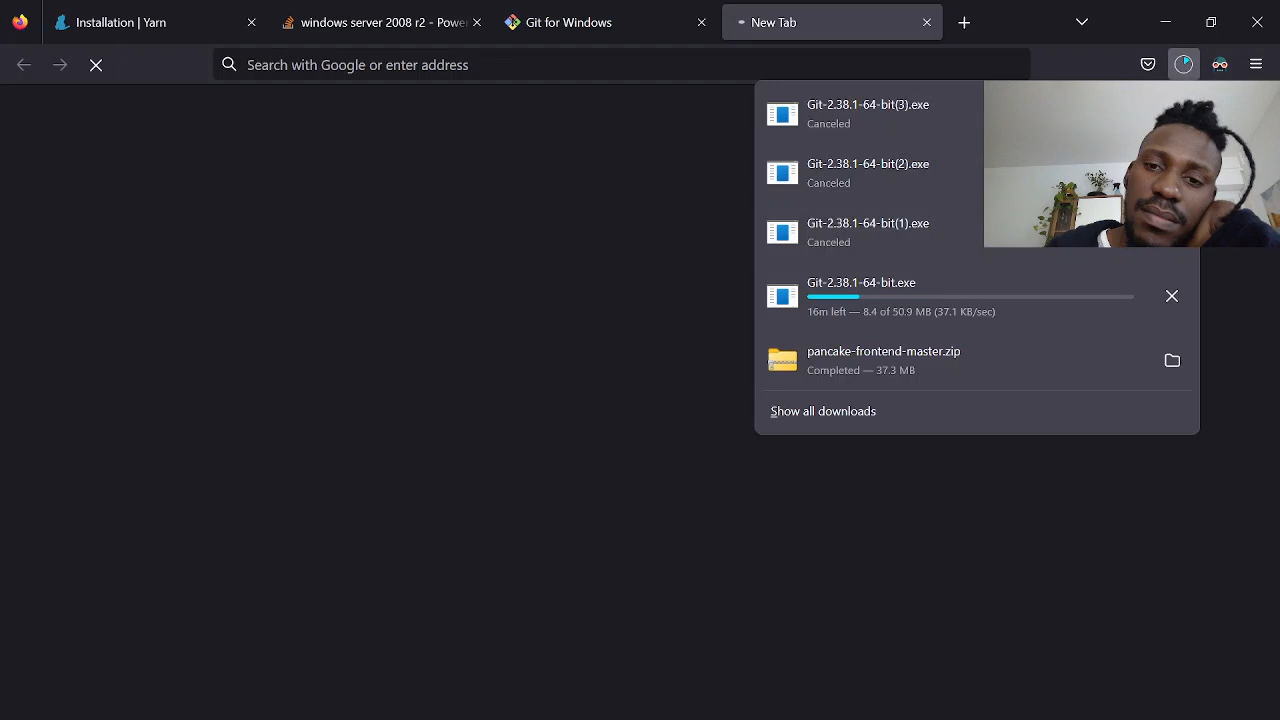 Installation | Yarn
windows server 2008 r2 - Powe
Git for Windows
New Tab
Search with Google or enter address
Git-2.38.1-64-bit(3).exe
Canceled
Git-2.38.1-64-bit(2).exe
Canceled
Git-2.38.1-64-bit(1).exe
Canceled
Git-2.38.1-64-bit.exe
16m left — 8.4 of 50.9 MB (37.1 KB/sec)
pancake-frontend-master.zip
Completed — 37.3 MB
Show all downloads